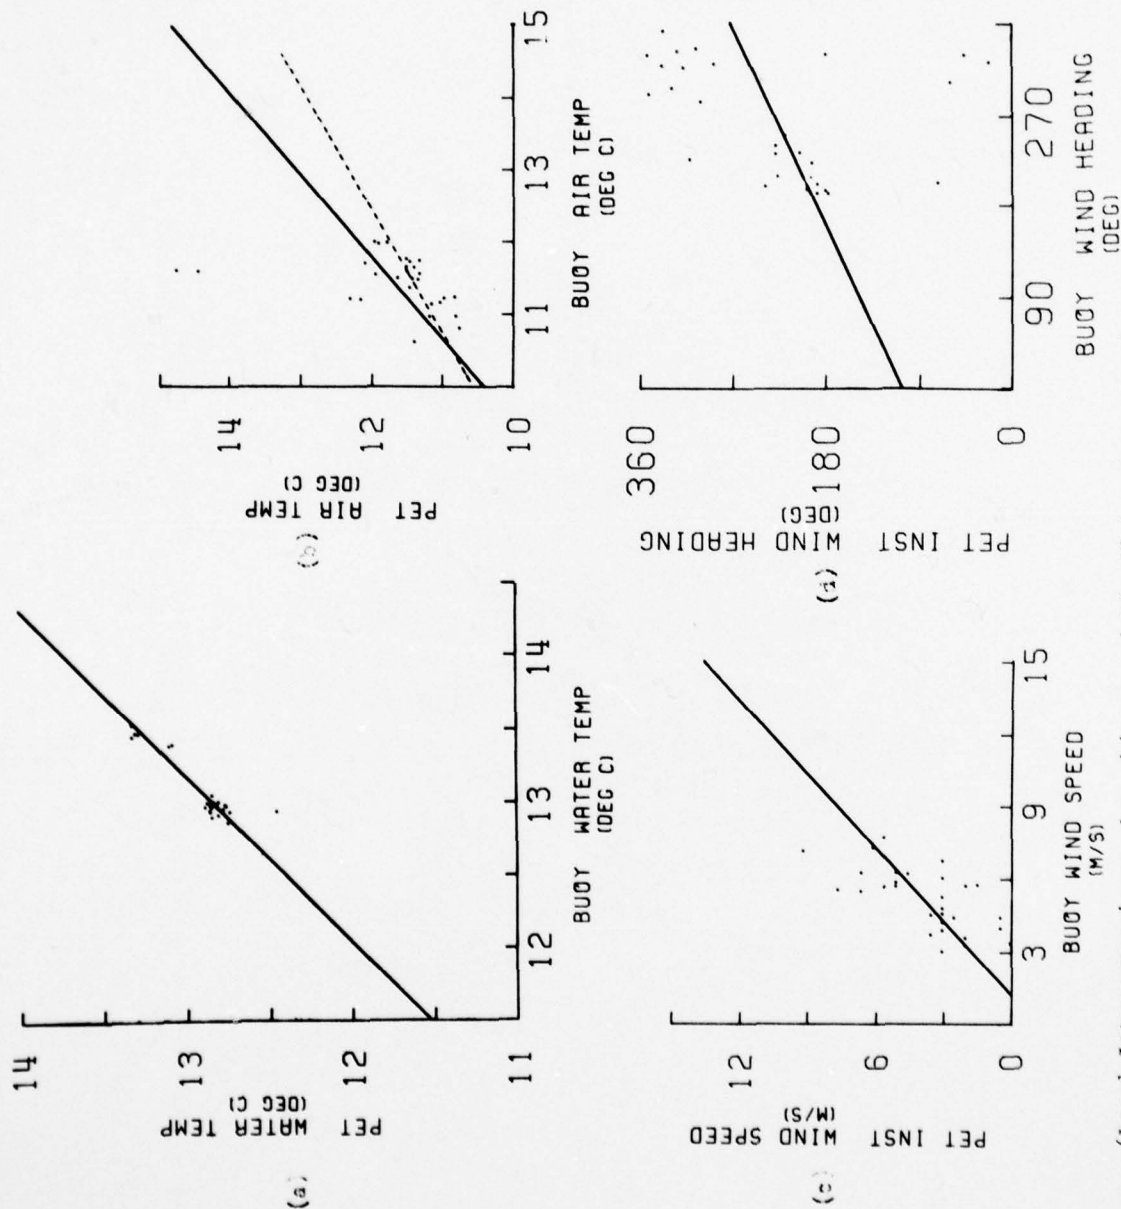 (a)
PET WATER TEMP
(DEG C)
14
13
12
11
12
13
14
BUOY WATER TEMP
(DEG C)
(b)
PET AIR TEMP
(DEG C)
14
12
10
11
13
15
BUOY AIR TEMP
(DEG C)
(c)
PET INST WIND SPEED
(M/S)
12
6
0
3
9
15
BUOY WIND SPEED
(M/S)
(d)
PET INST WIND HEADING
(DEG)
360
180
0
90
270
BUOY WIND HEADING
(DEG)